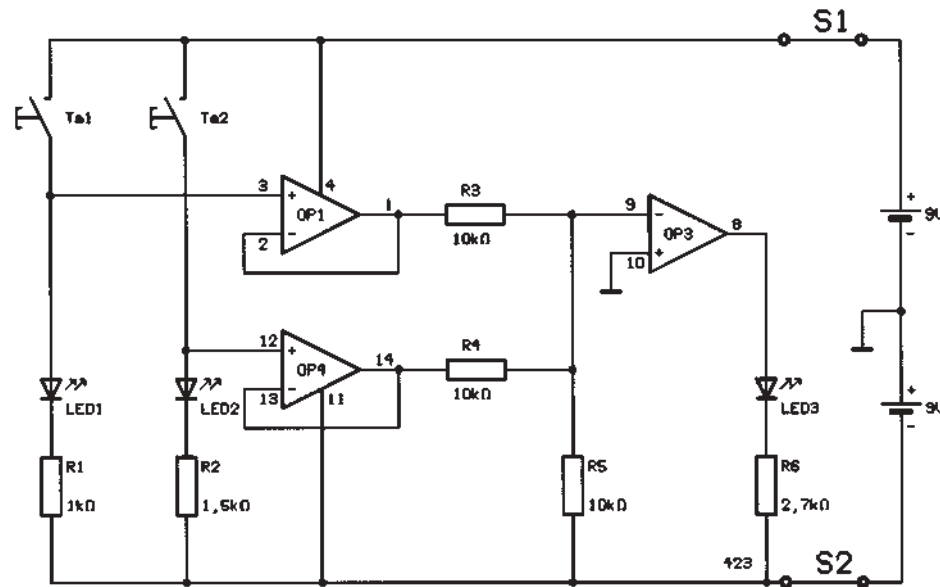 S1
Ta1
Ta2
3
4
OP1
1
2
R3
10kΩ
9
OP3
8
10
+
-
9V
12
OP4
14
13
11
R4
10kΩ
LED1
LED2
LED3
+
-
9V
R1
1kΩ
R2
1,5kΩ
R5
10kΩ
R6
2,7kΩ
423
S2